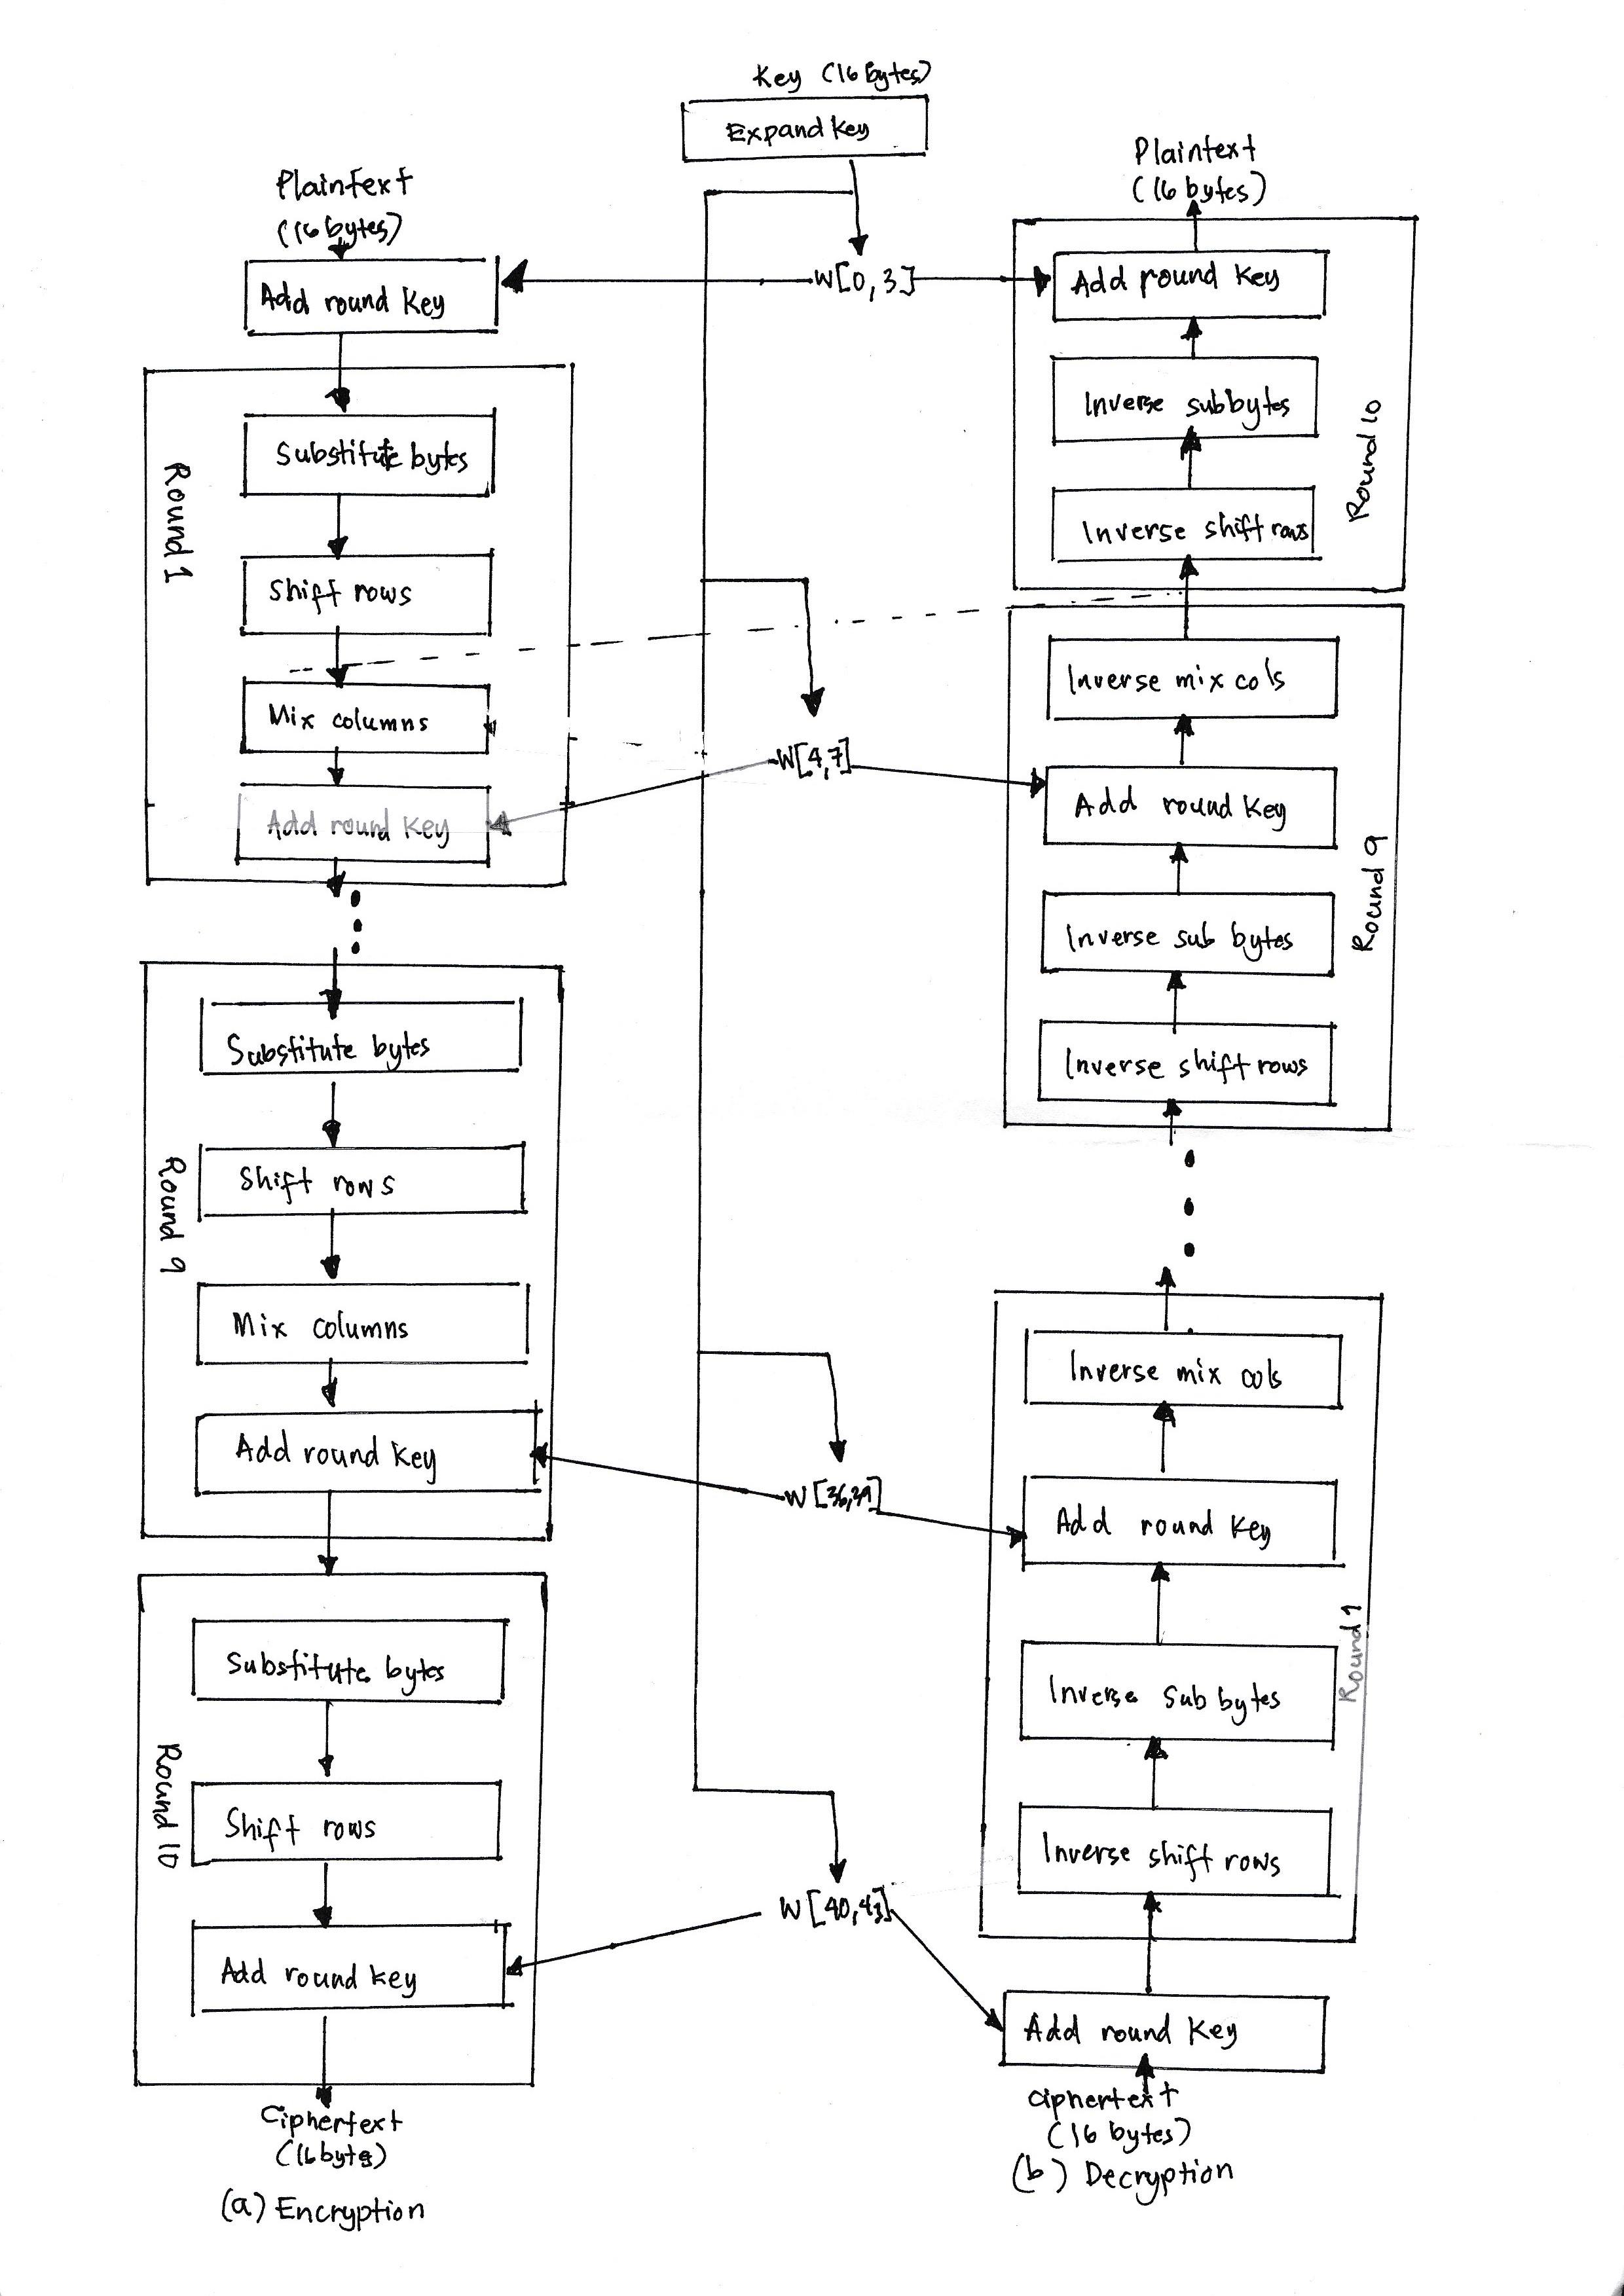 Key (16 bytes)
Expand Key
Plaintext
(16 bytes)
Add round key
Round 1
Substitute bytes
Shift rows
Mix columns
Add round key
Round 9
Substitute bytes
Shift rows
Mix columns
Add round key
Round 10
Substitute bytes
Shift rows
Add round key
Ciphertext
(16 bytes)
(a) Encryption
W[0,3]
W[4,7]
W[36,39]
W[40,43]
Plaintext
(16 bytes)
Add round key
Inverse subbytes
Inverse shift rows
Round 10
Inverse mix cols
Add round key
Inverse sub bytes
Inverse shift rows
Round 9
Inverse mix cols
Add round key
Inverse sub bytes
Inverse shift rows
Round 1
Add round key
Ciphertext
(16 bytes)
(b) Decryption